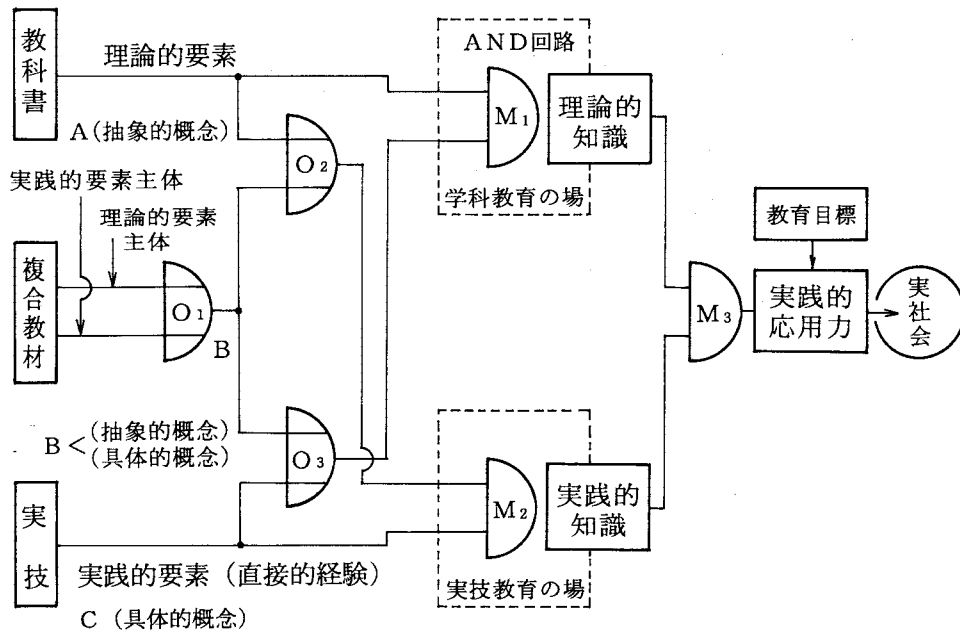 教科書
理論的要素
A(抽象的概念)
実践的要素主体
理論的要素
主体
複合教材
O₁
B
O₂
O₃
B < (抽象的概念)
(具体的概念)
実技
実践的要素 (直接的経験)
C (具体的概念)
AND回路
M₁
理論的
知識
学科教育の場
M₂
実践的
知識
実技教育の場
M₃
教育目標
実践的
応用力
実社会